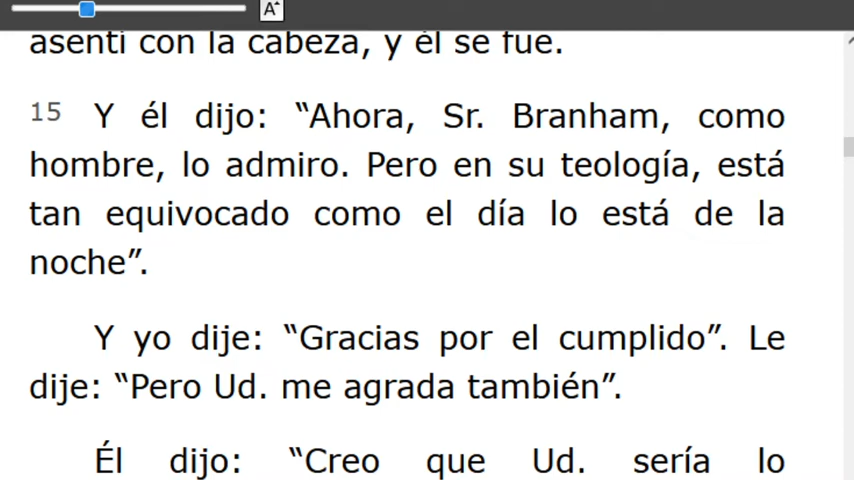 A
asentí con la cabeza, y él se fue.
15 Y él dijo: “Ahora, Sr. Branham, como
hombre, lo admiro. Pero en su teología, está
tan equivocado como el día lo está de la
noche”.
Y yo dije: “Gracias por el cumplido”. Le
dije: “Pero Ud. me agrada también”.
Él dijo: “Creo que Ud. sería lo